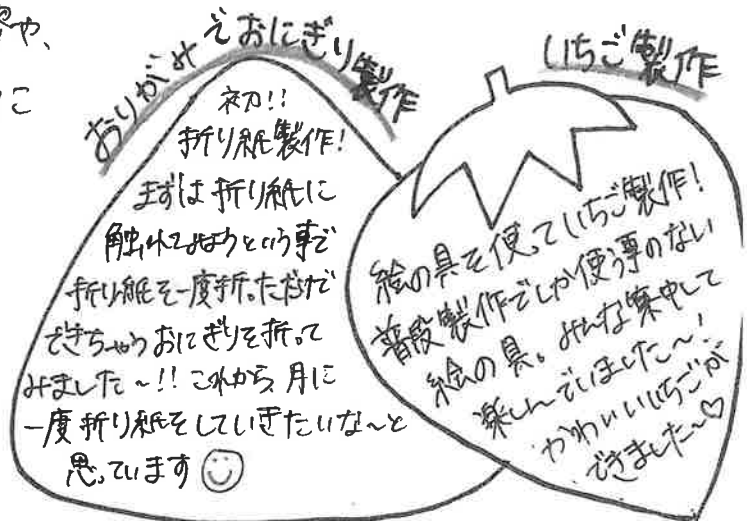 や、
こ
おりがみ
えおにぎり製作
初!!
折り紙製作!
まずは折り紙に
触れてみようという事で
折り紙を一度折っただけで
できちゃうおにぎりを折って
みました~!! これから月に
一度折り紙をしていきたいな~と
思っています
いちご製作
絵の具を使っていちご製作!
普段製作でしか使う事のない
絵の具。みんな集中して
楽しんでいました~!
かわいいいちごが
できました~♡